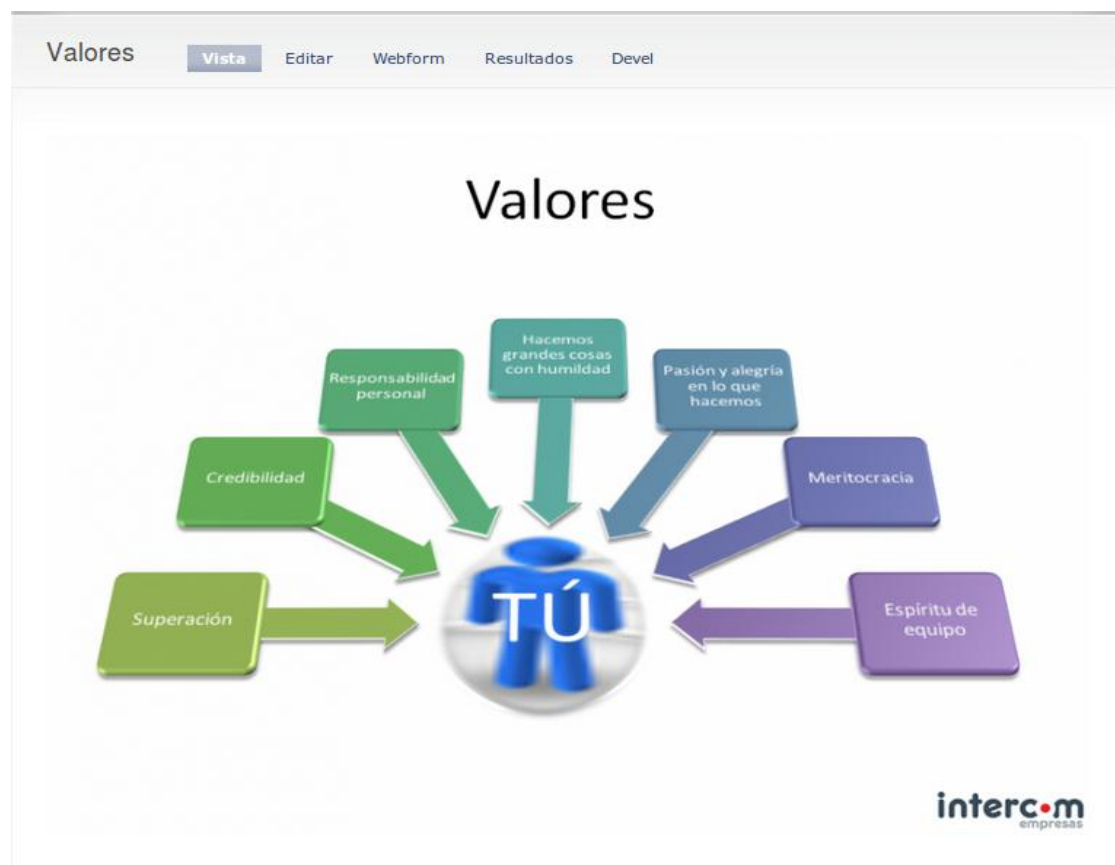 Valores
Vista Editar Webform Resultados Devel
Valores
Superación
Credibilidad
Responsabilidad
personal
Hacemos
grandes cosas
con humildad
Pasión y alegría
en lo que
hacemos
Meritocracia
Espíritu de
equipo
TÚ
interc•m
empresas